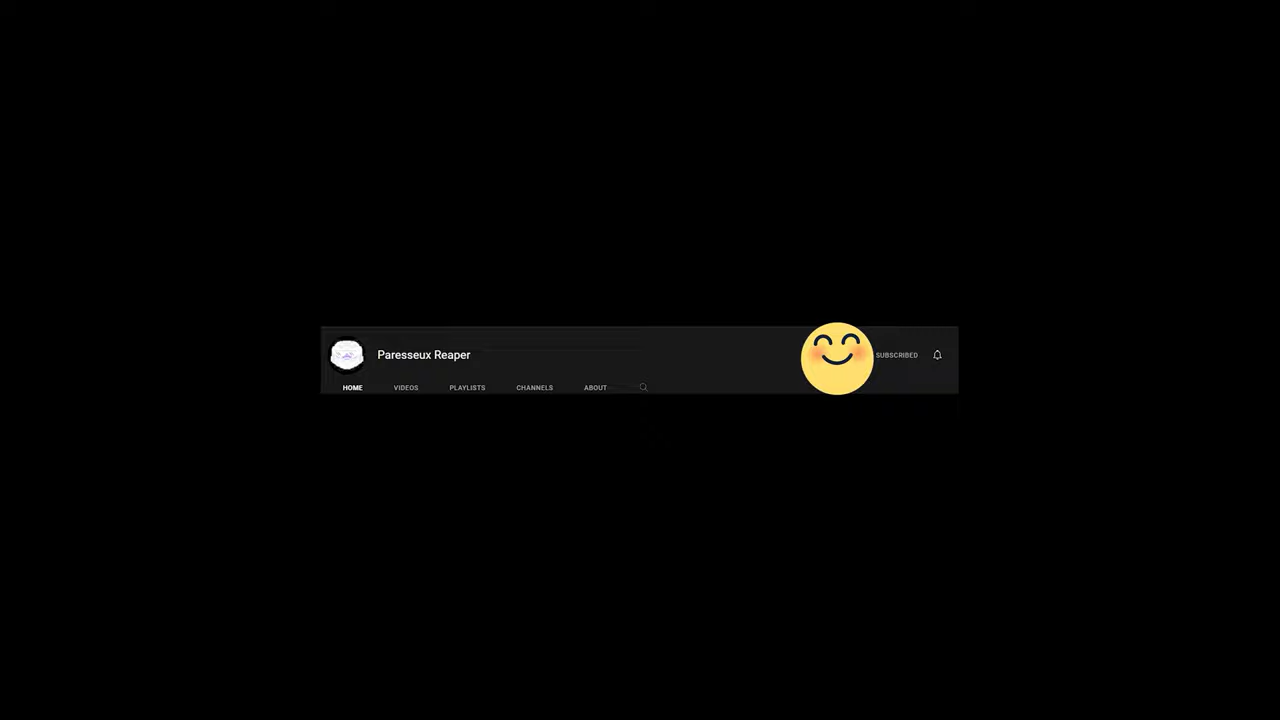 Paresseux Reaper
SUBSCRIBED
HOME VIDEOS PLAYLISTS CHANNELS ABOUT